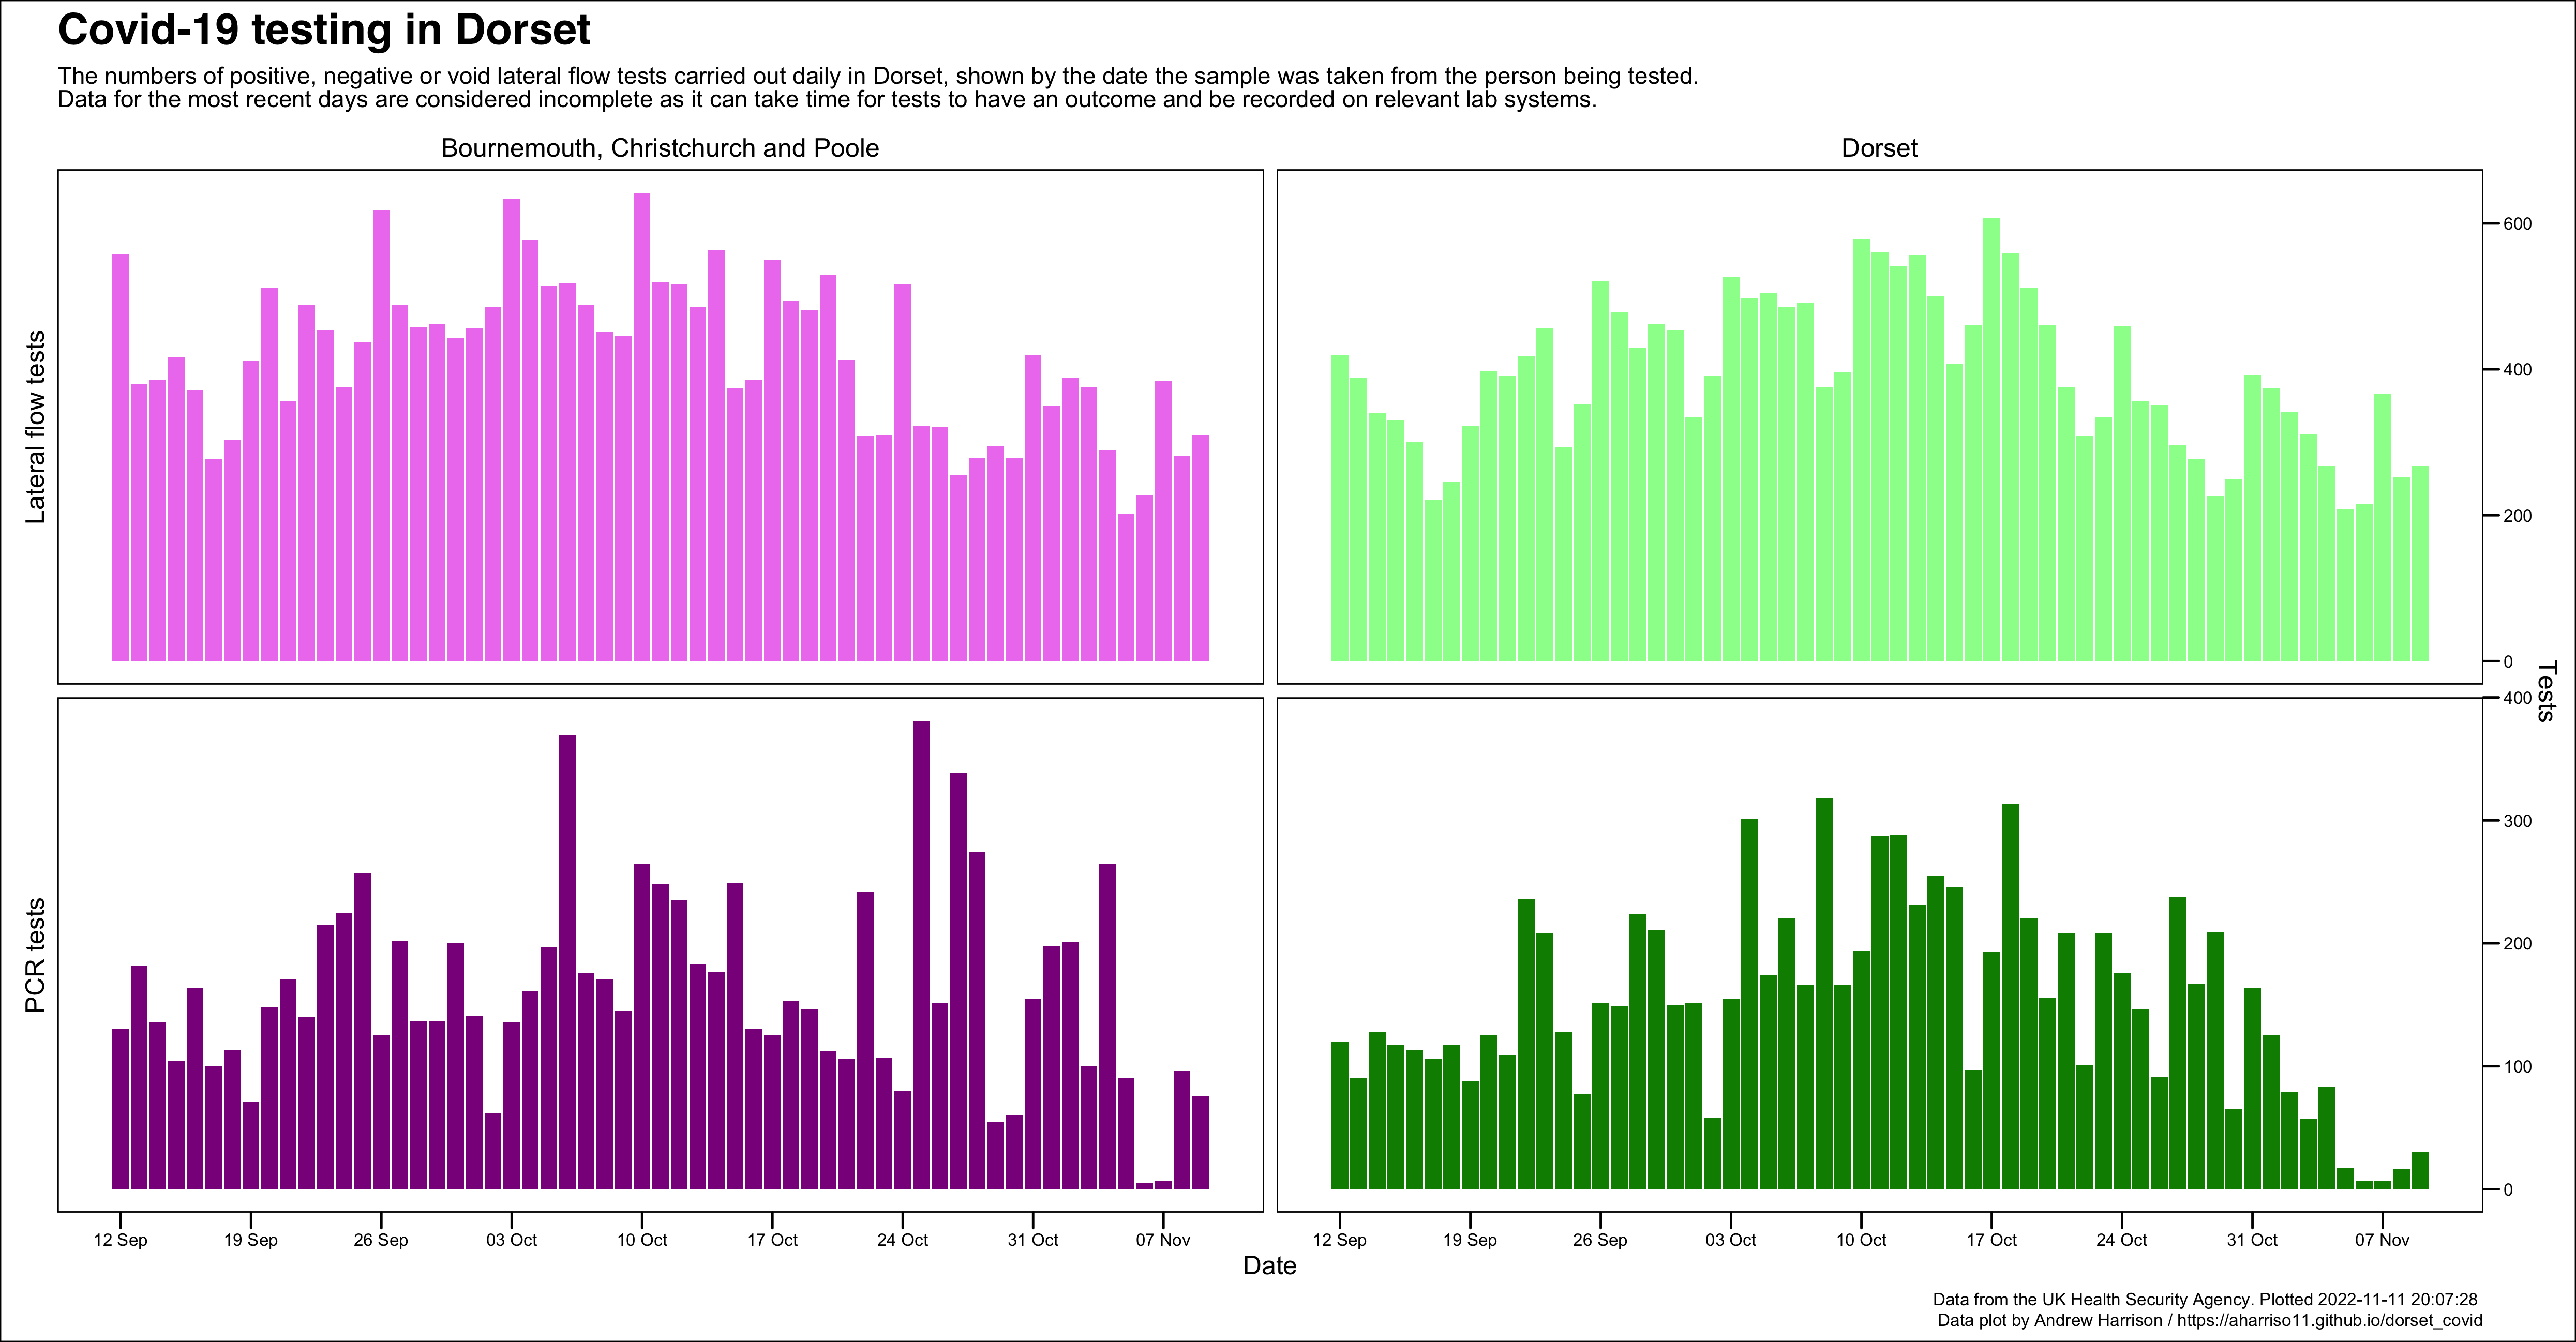 Covid-19 testing in Dorset
The numbers of positive, negative or void lateral flow tests carried out daily in Dorset, shown by the date the sample was taken from the person being tested.
Data for the most recent days are considered incomplete as it can take time for tests to have an outcome and be recorded on relevant lab systems.
Bournemouth, Christchurch and Poole
Dorset
Lateral flow tests
600
400
200
0
Tests
PCR tests
400
300
200
100
0
12 Sep
19 Sep
26 Sep
03 Oct
10 Oct
17 Oct
24 Oct
31 Oct
07 Nov
12 Sep
19 Sep
26 Sep
03 Oct
10 Oct
17 Oct
24 Oct
31 Oct
07 Nov
Date
Data from the UK Health Security Agency. Plotted 2022-11-11 20:07:28
Data plot by Andrew Harrison / https://aharriso11.github.io/dorset_covid